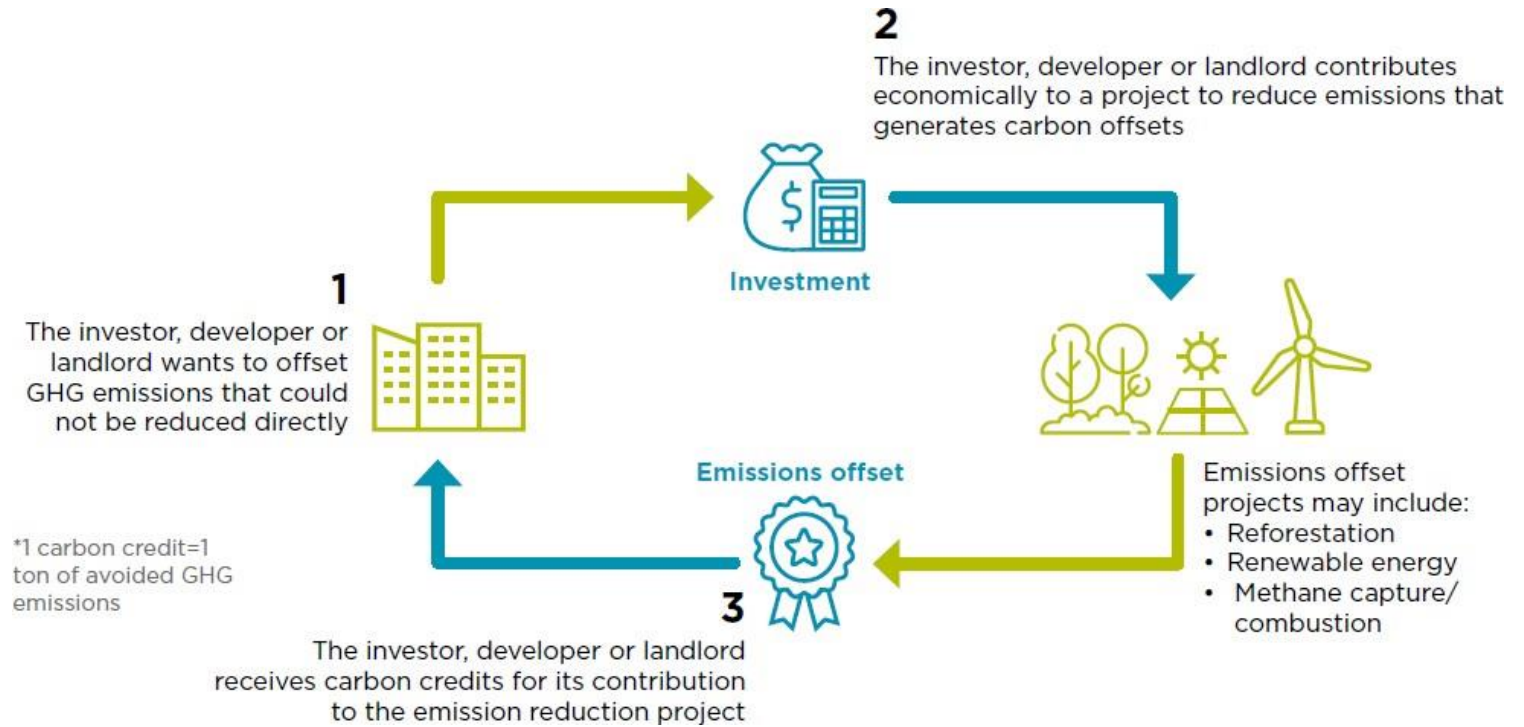 2
The investor, developer or landlord contributes
economically to a project to reduce emissions that
generates carbon offsets
$
Investment
1
The investor, developer or
landlord wants to offset
GHG emissions that could
not be reduced directly
Emissions offset
Emissions offset
projects may include:
• Reforestation
• Renewable energy
• Methane capture/
combustion
*1 carbon credit=1
ton of avoided GHG
emissions
3
The investor, developer or landlord
receives carbon credits for its contribution
to the emission reduction project